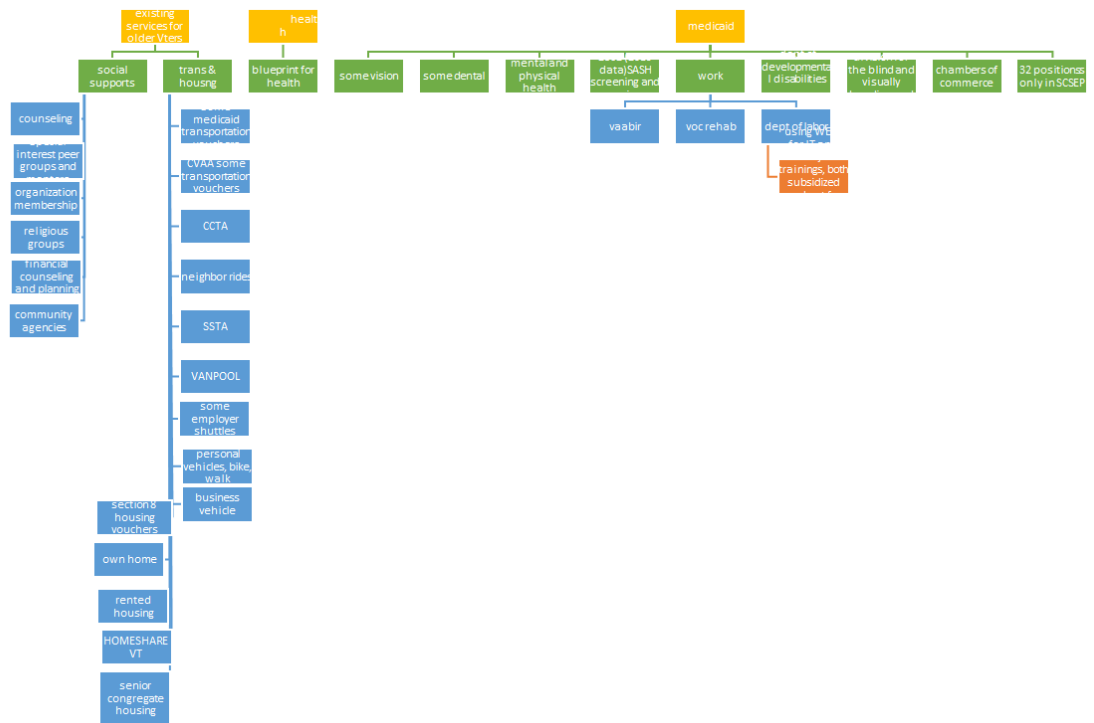 existing
services for
older Vters
healt
h
medicaid
social
supports
trans &
housng
blueprint for
health
some vision
some dental
mental and
physical
health
data)SASH
screening and
work
developmenta
l disabilities
the blind and
visually
chambers of
commerce
32 positionss
only in SCSEP
counseling
interest peer
groups and
organization
membership
religious
groups
financial
counseling
and planning
community
agencies
medicaid
transportation
vouchers
CVAA some
transportation
vouchers
CCTA
neighbor rides
SSTA
VANPOOL
some
employer
shuttles
personal
vehicles, bike,
walk
business
vehicle
section 8
housing
vouchers
own home
rented
housing
HOMESHARE
VT
senior
congregate
housing
vaabir
voc rehab
dept of labor
trainings, both
subsidized